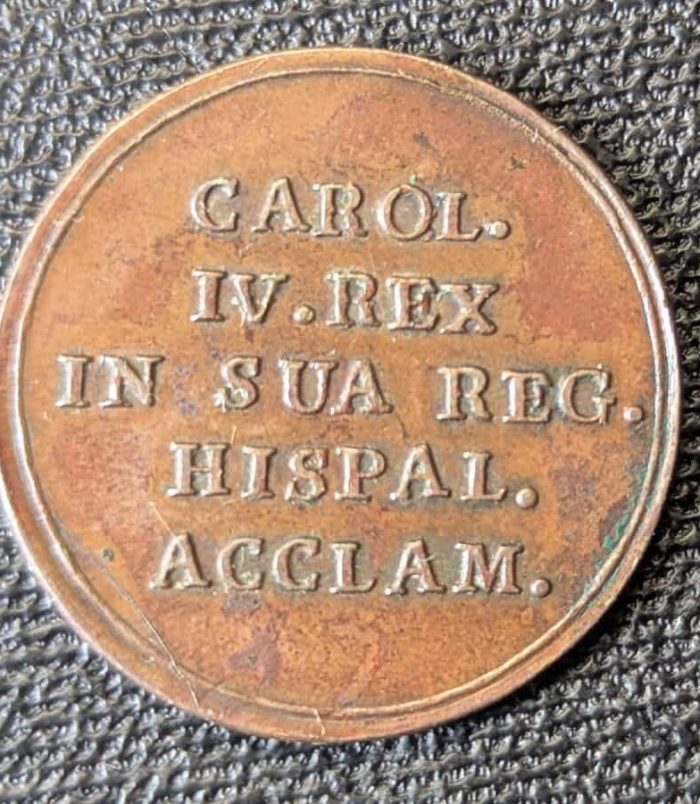 CAROL.
IV.REX
IN SUA REG.
HISPAL.
ACCLAM.